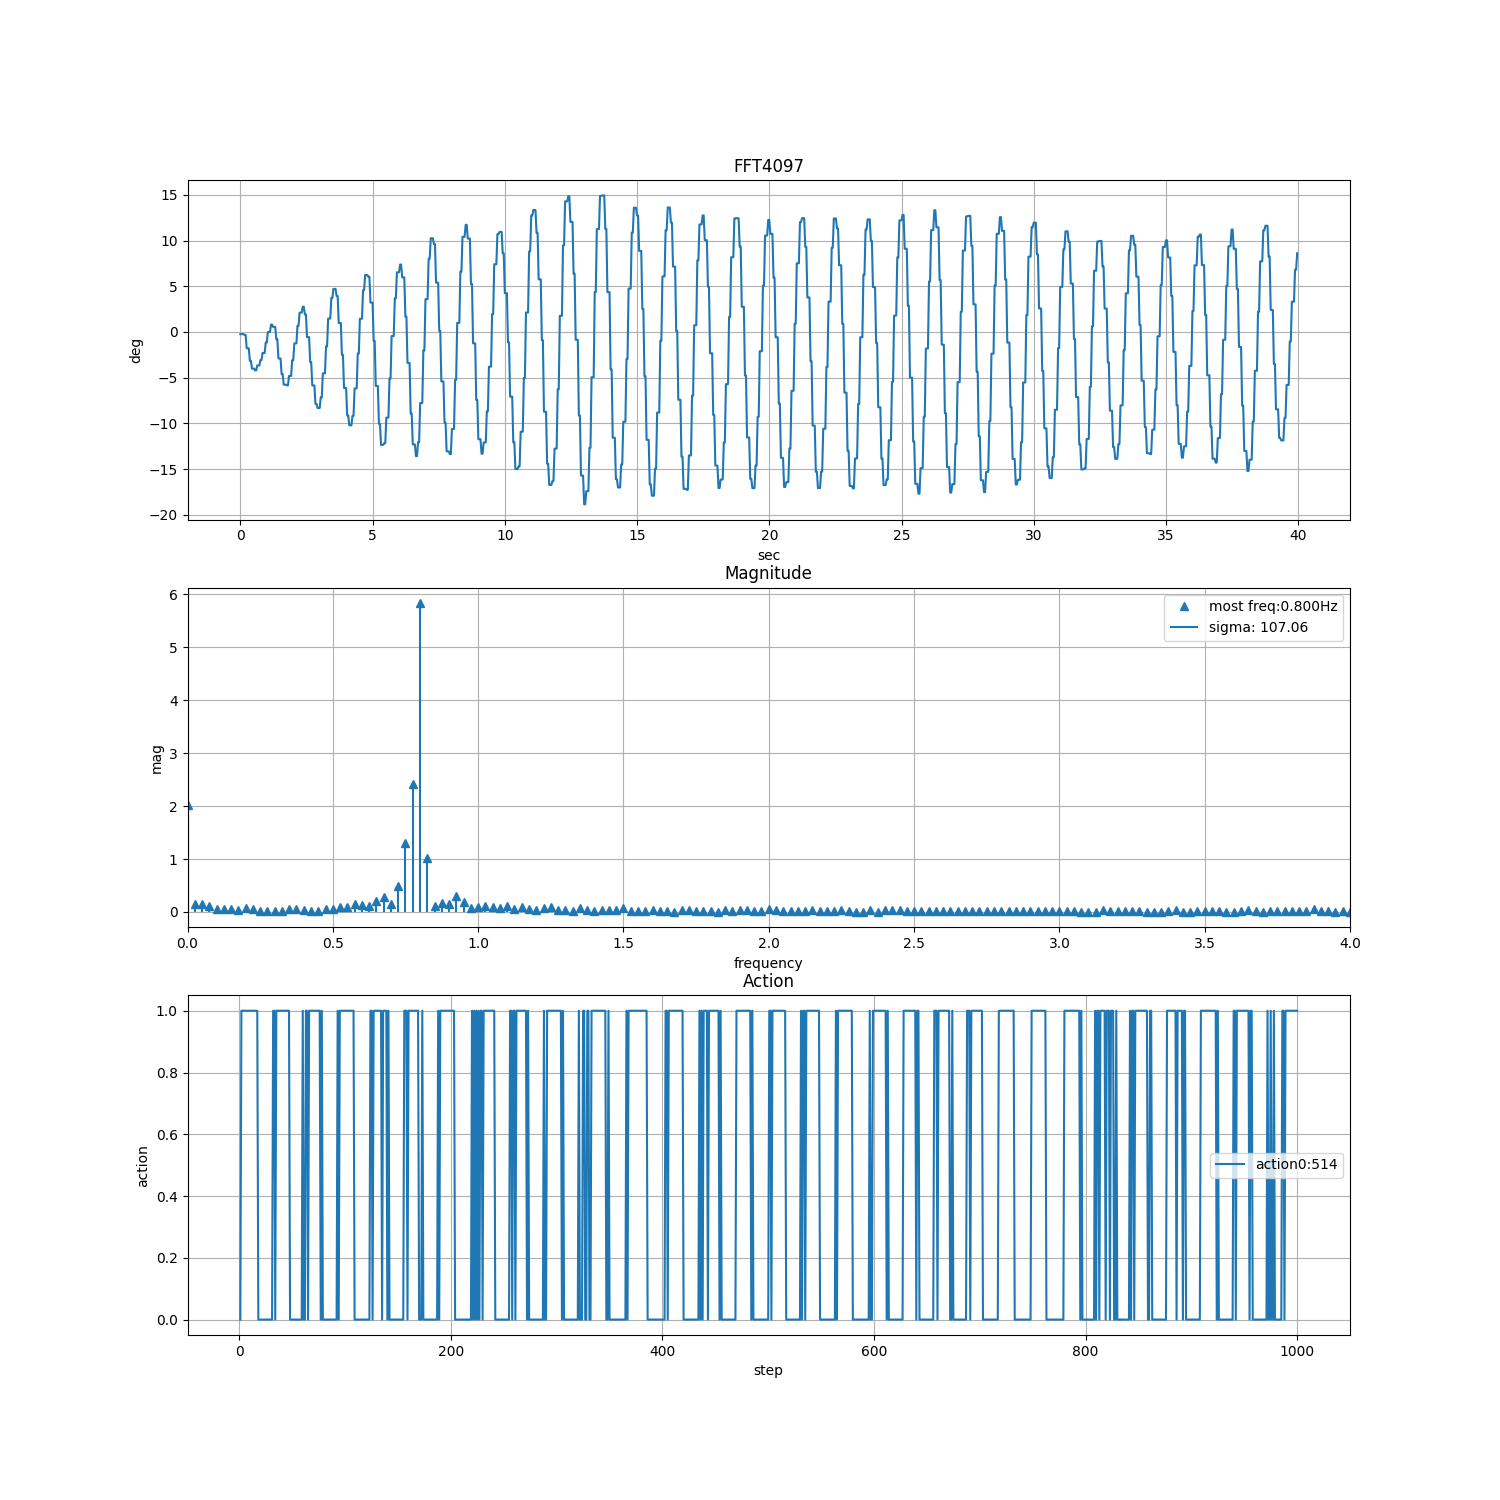 FFT4097
15
10
5
0
−5
−10
−15
−20
deg
0 5 10 15 20 25 30 35 40
sec
Magnitude
6
5
4
3
2
1
0
mag
most freq:0.800Hz
sigma: 107.06
0.0 0.5 1.0 1.5 2.0 2.5 3.0 3.5 4.0
frequency
Action
1.0
0.8
0.6
0.4
0.2
0.0
action
action0:514
0 200 400 600 800 1000
step